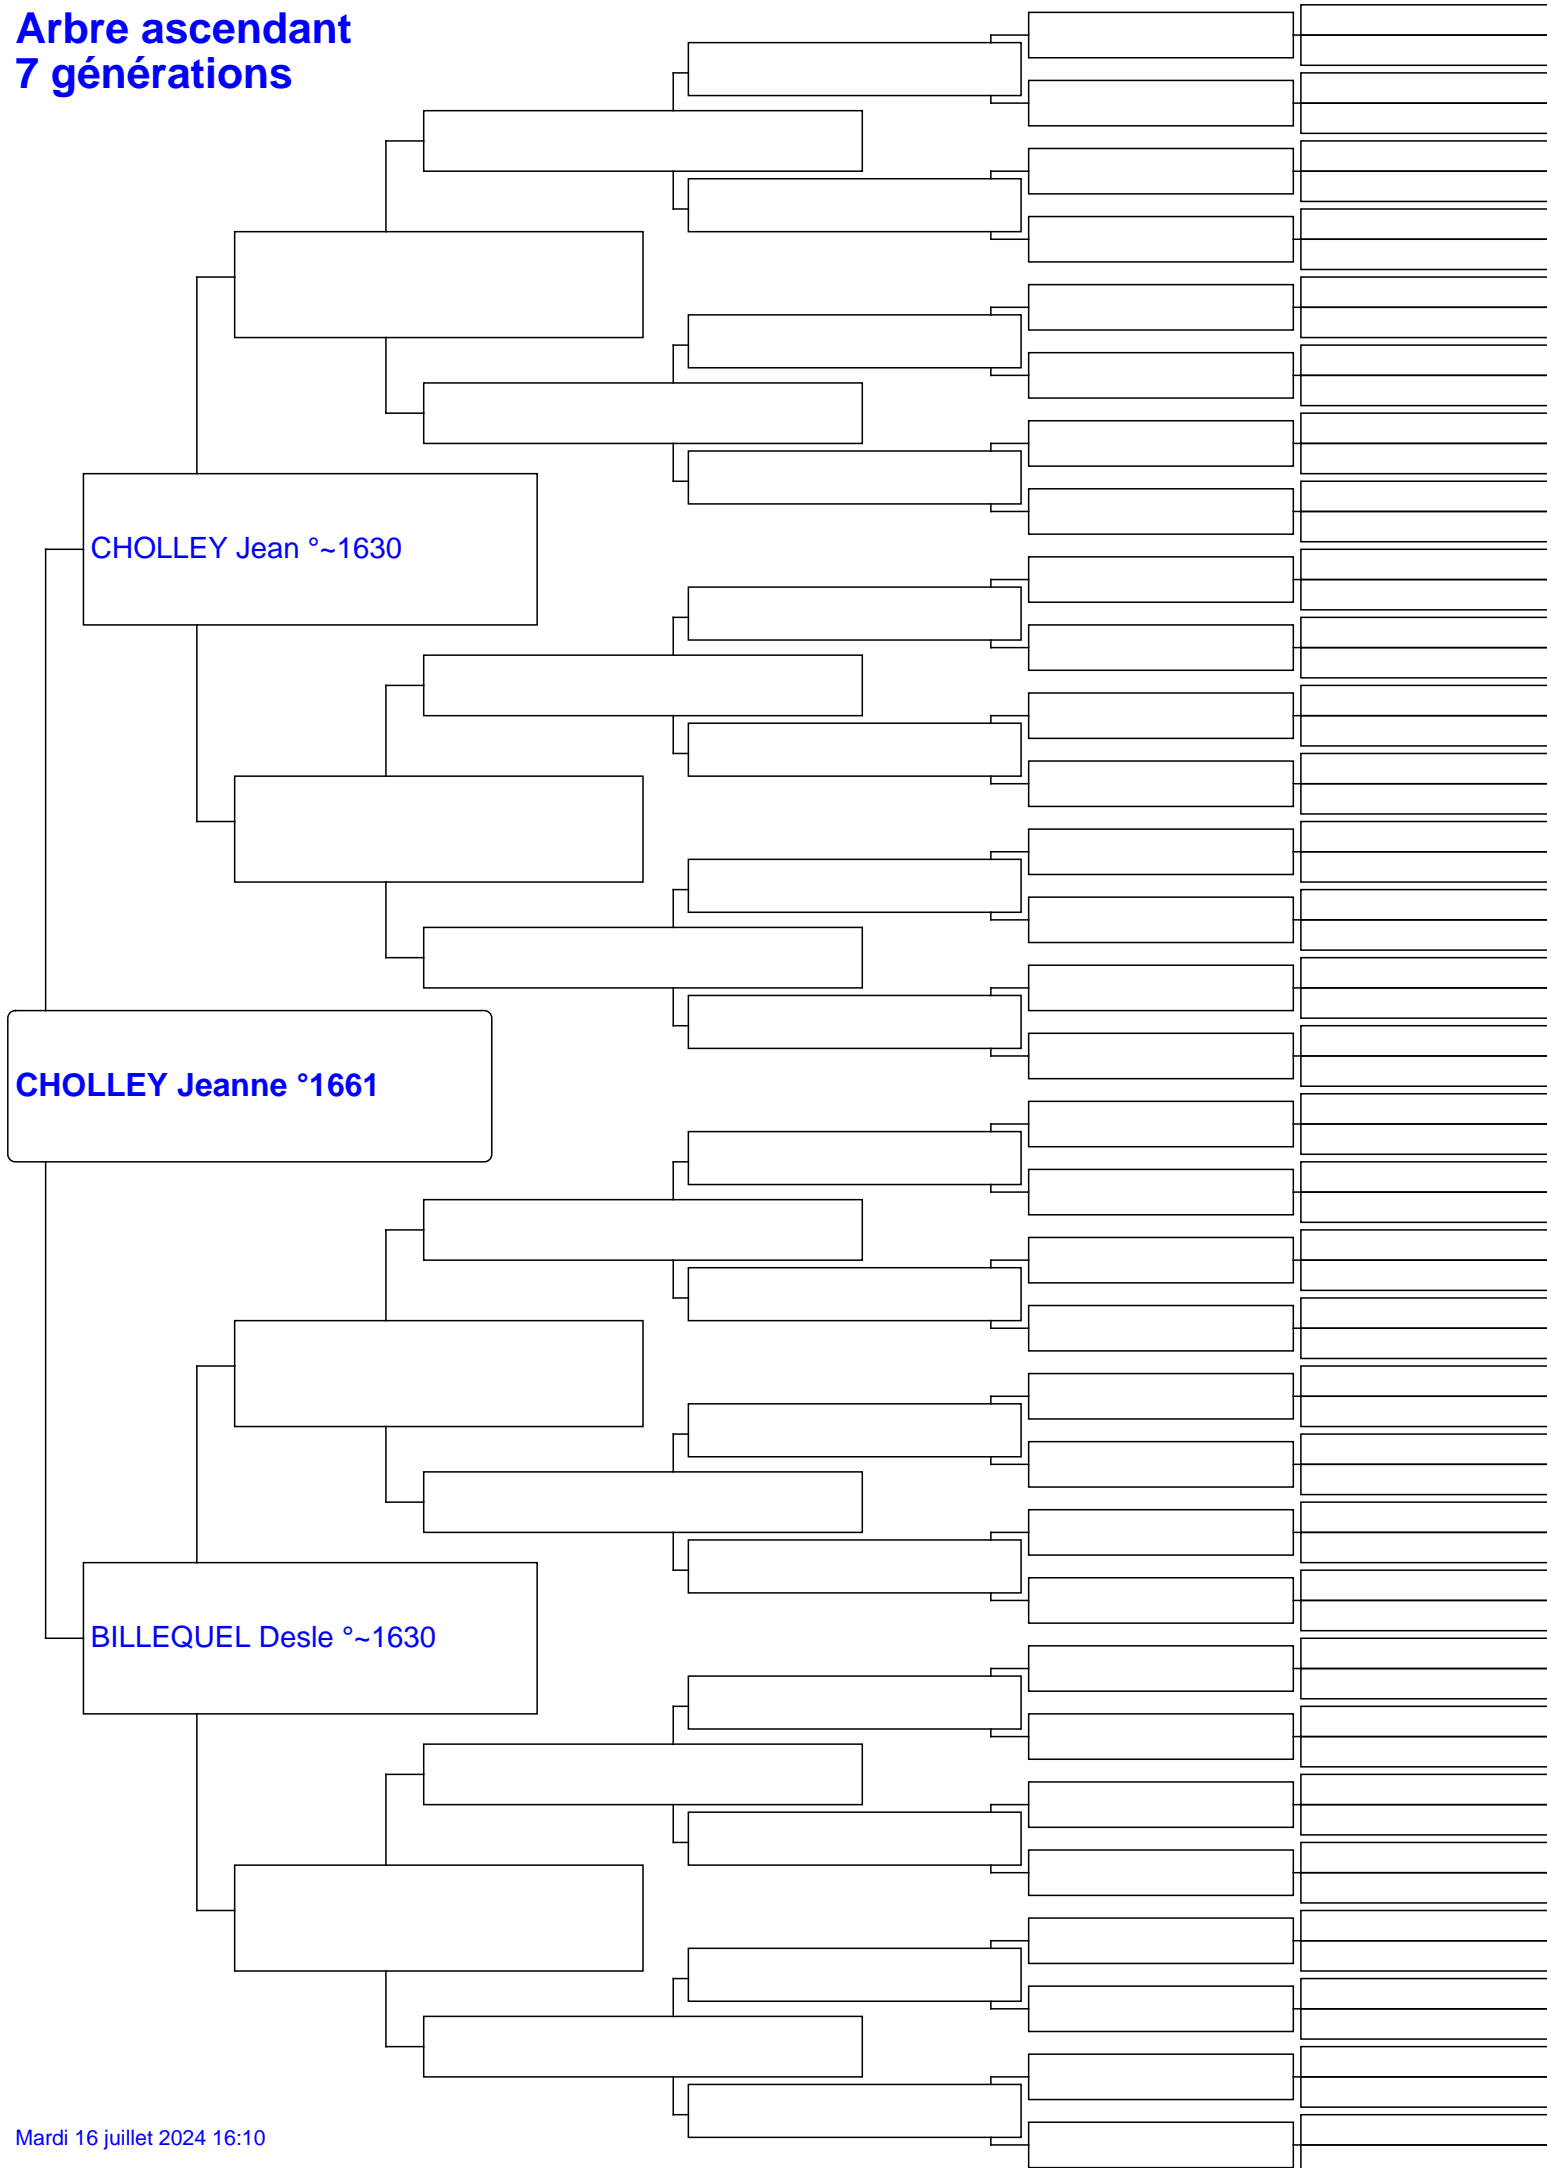 Arbre ascendant
7 générations
CHOLLEY Jean °~1630
CHOLLEY Jeanne °1661
BILLEQUEL Desle °~1630
Mardi 16 juillet 2024 16:10